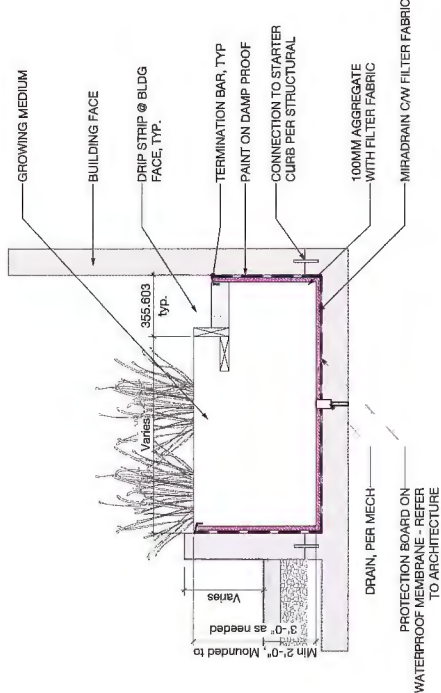 GROWING MEDIUM
BUILDING FACE
DRIP STRIP @ BLDG
FACE, TYP.
TERMINATION BAR, TYP
PAINT ON DAMP PROOF
CONNECTION TO STARTER
CURB PER STRUCTURAL
100MM AGGREGATE
WITH FILTER FABRIC
MIRADRAIN C/W FILTER FABRIC
355.603
typ.
Varies
Varies
Min 2'-0", Mounded to
3'-0" as needed
DRAIN, PER MECH
PROTECTION BOARD ON
WATERPROOF MEMBRANE - REFER
TO ARCHITECTURE